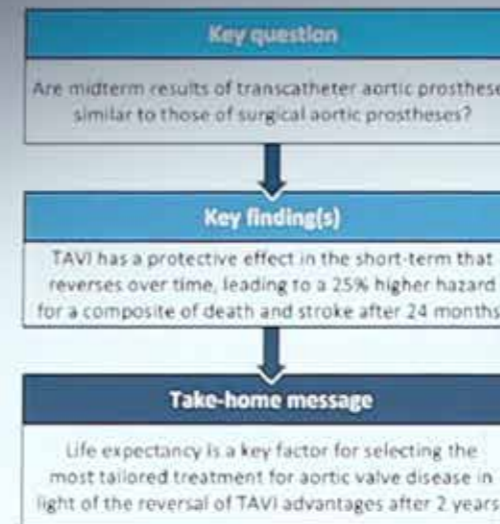 Key question
Are midterm results of transcatheter aortic prosthese
similar to those of surgical aortic prostheses?
Key finding(s)
TAVI has a protective effect in the short-term that
reverses over time, leading to a 25% higher hazard
for a composite of death and stroke after 24 months
Take-home message
Life expectancy is a key factor for selecting the
most tailored treatment for aortic valve disease in
light of the reversal of TAVI advantages after 2 years